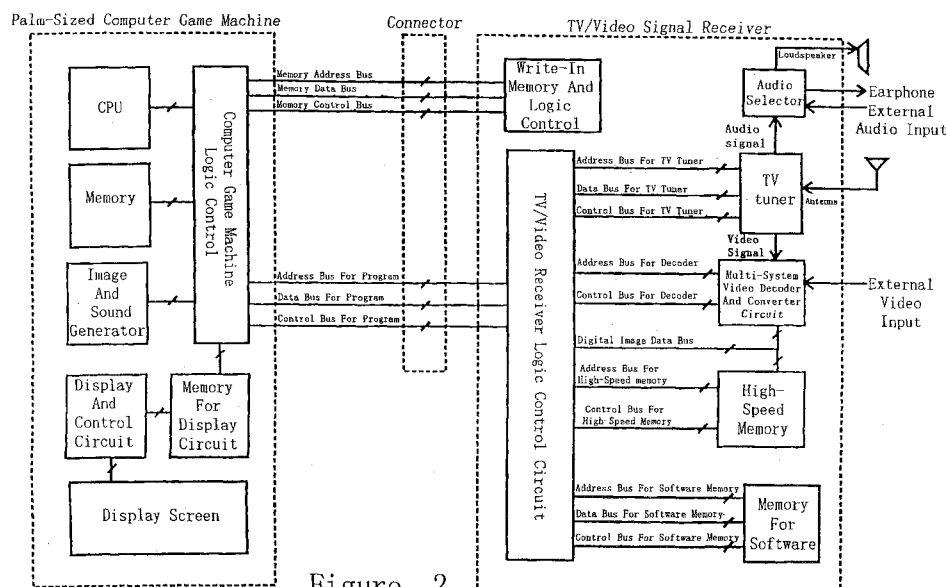 Palm-Sized Computer Game Machine
Connector
TV/Video Signal Receiver
CPU
Memory
Image
And
Sound
Generator
Display
And
Control
Circuit
Memory
For
Display
Circuit
Display Screen
Computer Game Machine
Logic Control
Memory Address Bus
Memory Data Bus
Memory Control Bus
Address Bus For Program
Data Bus For Program
Control Bus For Program
Write-In
Memory And
Logic
Control
TV/Video Receiver Logic Control Circuit
Loudspeaker
Audio
Selector
Earphone
External
Audio Input
Audio
signal
Address Bus For TV Tuner
Data Bus For TV Tuner
Control Bus For TV Tuner
TV
tuner
Antenna
Video
Signal
Address Bus For Decoder
Control Bus For Decoder
Multi-System
Video Decoder
And Converter
Circuit
External
Video
Input
Digital Image Data Bus
Address Bus For
High-Speed memory
Control Bus For
High Speed Memory
High-
Speed
Memory
Address Bus For Software Memory
Data Bus For Software Memory
Control Bus For Software Memory
Memory
For
Software
Figure 2